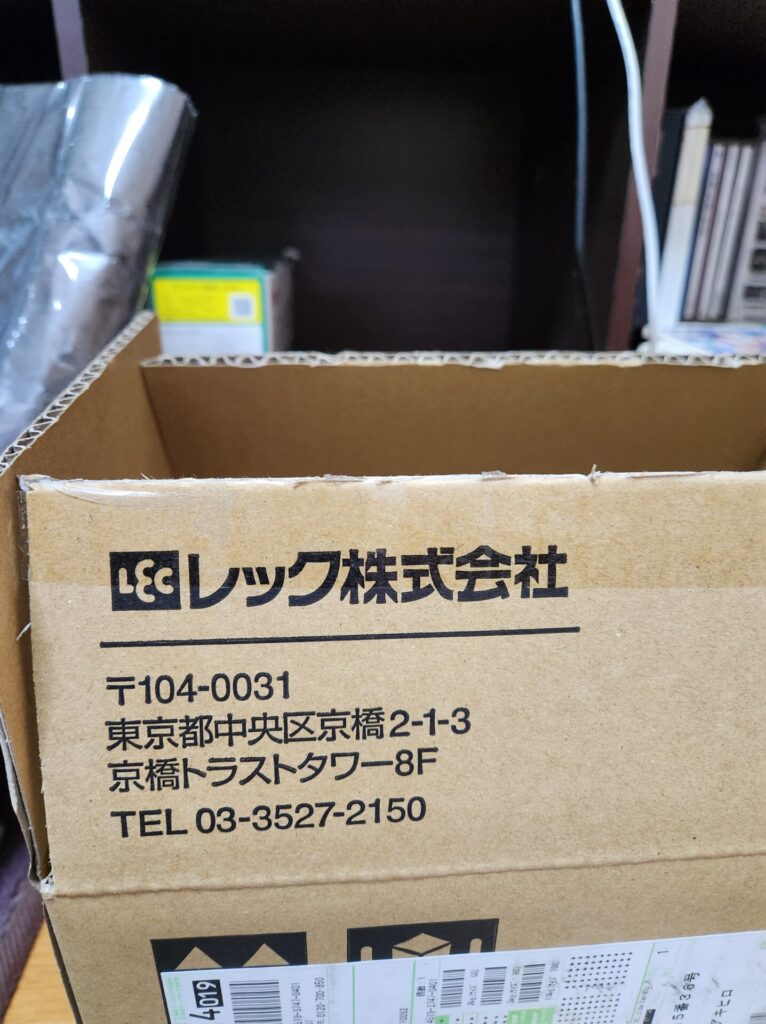 LEC レック株式会社
〒104-0031
東京都中央区京橋2-1-3
京橋トラストタワー8F
TEL 03-3527-2150
4019